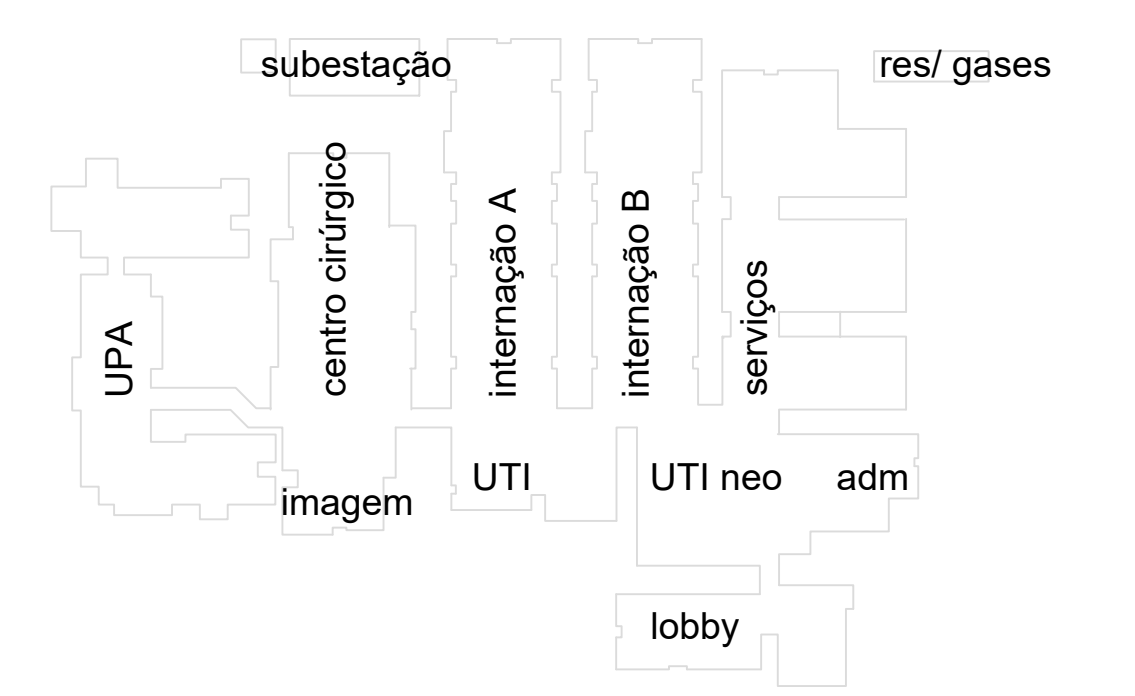 subestação
res/ gases
UPA
centro cirúrgico
internação A
internação B
serviços
imagem
UTI
UTI neo
adm
lobby